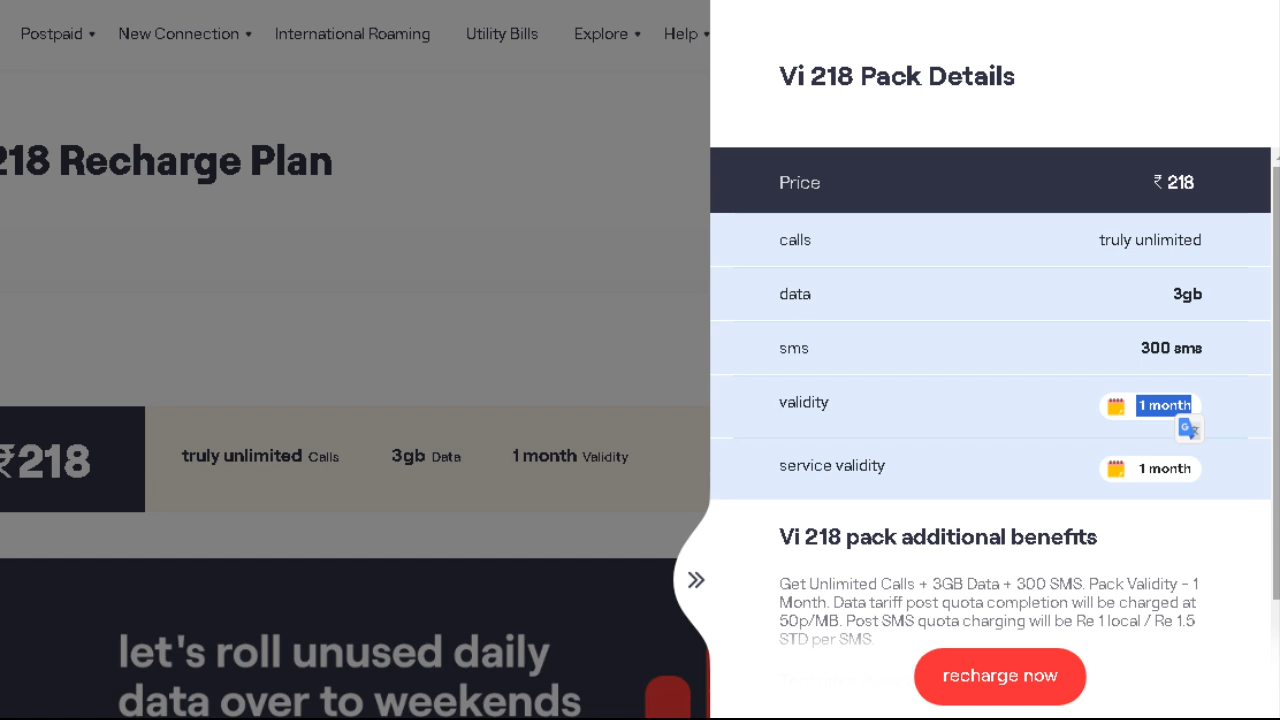 Postpaid New Connection International Roaming Utility Bills Explore Help
218 Recharge Plan
₹218 truly unlimited Calls 3gb Data 1 month Validity
let's roll unused daily
data over to weekends
Vi 218 Pack Details
Price ₹ 218
calls truly unlimited
data 3gb
sms 300 sms
validity 1 month
service validity 1 month
Vi 218 pack additional benefits
Get Unlimited Calls + 3GB Data + 300 SMS. Pack Validity - 1
Month. Data tariff post quota completion will be charged at
50p/MB. Post SMS quota charging will be Re 1 local / Re 1.5
STD per SMS.
recharge now